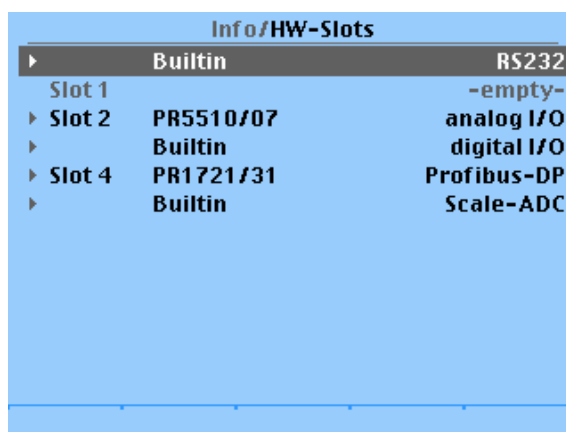 Info/HW-Slots
Builtin RS232
Slot 1 -empty-
Slot 2 PR5510/07 analog I/O
Builtin digital I/O
Slot 4 PR1721/31 Profibus-DP
Builtin Scale-ADC